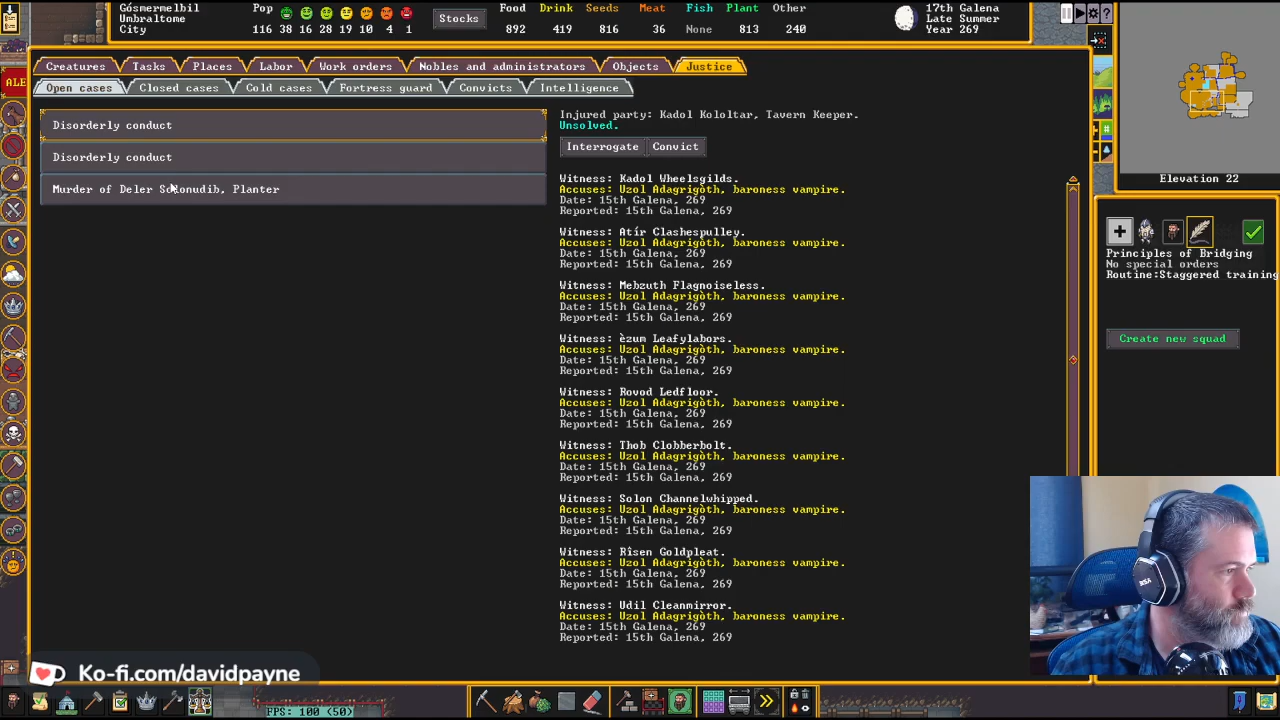 Gósmermelbil
Umbraltome
City
Pop
116 38 16 28 19 10 4 1
Stocks
Food Drink Seeds Meat Fish Plant Other
892 419 816 36 None 813 240
17th Galena
Late Summer
Year 269
?
ALE
Creatures Tasks Places Labor Work orders Nobles and administrators Objects Justice
Open cases Closed cases Cold cases Fortress guard Convicts Intelligence
Disorderly conduct
Disorderly conduct
Murder of Deler Solonudib, Planter
Injured party: Kadol Kololtar, Tavern Keeper.
Unsolved.
Interrogate Convict
Witness: Kadol Wheelsgilds.
Accuses: Uzol Adagrigòth, baroness vampire.
Date: 15th Galena, 269
Reported: 15th Galena, 269
Witness: Atír Clashespulley.
Accuses: Uzol Adagrigòth, baroness vampire.
Date: 15th Galena, 269
Reported: 15th Galena, 269
Witness: Mebzuth Flagnoiseless.
Accuses: Uzol Adagrigòth, baroness vampire.
Date: 15th Galena, 269
Reported: 15th Galena, 269
Witness: èzum Leafylabors.
Accuses: Uzol Adagrigòth, baroness vampire.
Date: 15th Galena, 269
Reported: 15th Galena, 269
Witness: Rovod Ledfloor.
Accuses: Uzol Adagrigòth, baroness vampire.
Date: 15th Galena, 269
Reported: 15th Galena, 269
Witness: Thob Clobberbolt.
Accuses: Uzol Adagrigòth, baroness vampire.
Date: 15th Galena, 269
Reported: 15th Galena, 269
Witness: Solon Channelwhipped.
Accuses: Uzol Adagrigòth, baroness vampire.
Date: 15th Galena, 269
Reported: 15th Galena, 269
Witness: Rîsen Goldpleat.
Accuses: Uzol Adagrigòth, baroness vampire.
Date: 15th Galena, 269
Reported: 15th Galena, 269
Witness: Udil Cleanmirror.
Accuses: Uzol Adagrigòth, baroness vampire.
Date: 15th Galena, 269
Reported: 15th Galena, 269
Elevation 22
Principles of Bridging
No special orders
Routine:Staggered training
Create new squad
Ko-fi.com/davidpayne
FPS: 100 (50)